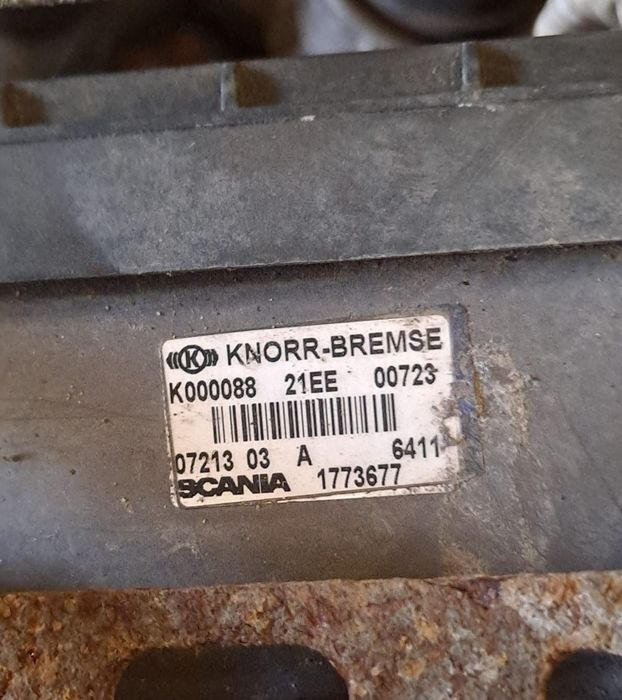 K KNORR-BREMSE
K000088 21EE 00723
07213 03 A 6411
SCANIA 1773677